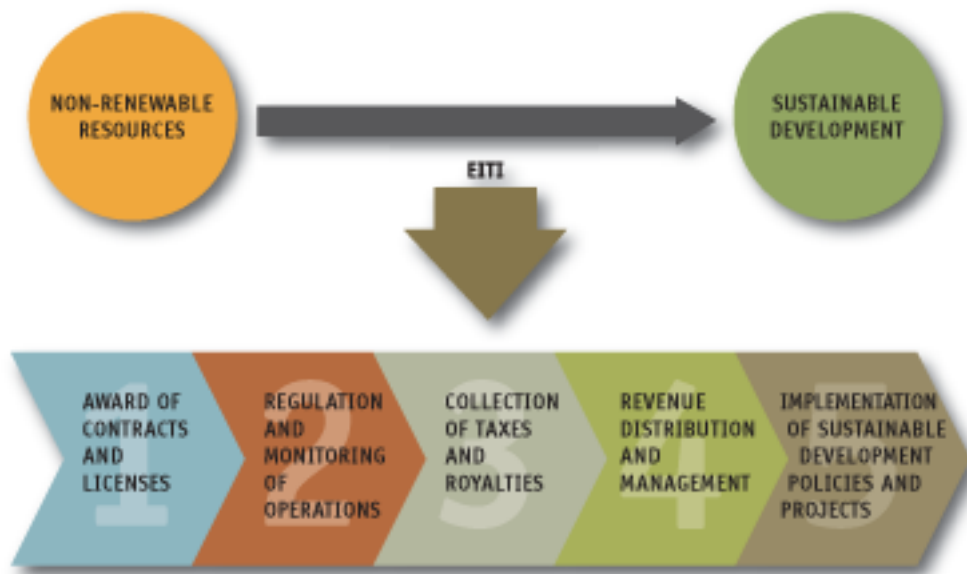 NON-RENEWABLE
RESOURCES
SUSTAINABLE
DEVELOPMENT
EITI
1
AWARD OF
CONTRACTS
AND
LICENSES
2
REGULATION
AND
MONITORING
OF
OPERATIONS
3
COLLECTION
OF TAXES
AND
ROYALTIES
4
REVENUE
DISTRIBUTION
AND
MANAGEMENT
5
IMPLEMENTATION
OF SUSTAINABLE
DEVELOPMENT
POLICIES AND
PROJECTS